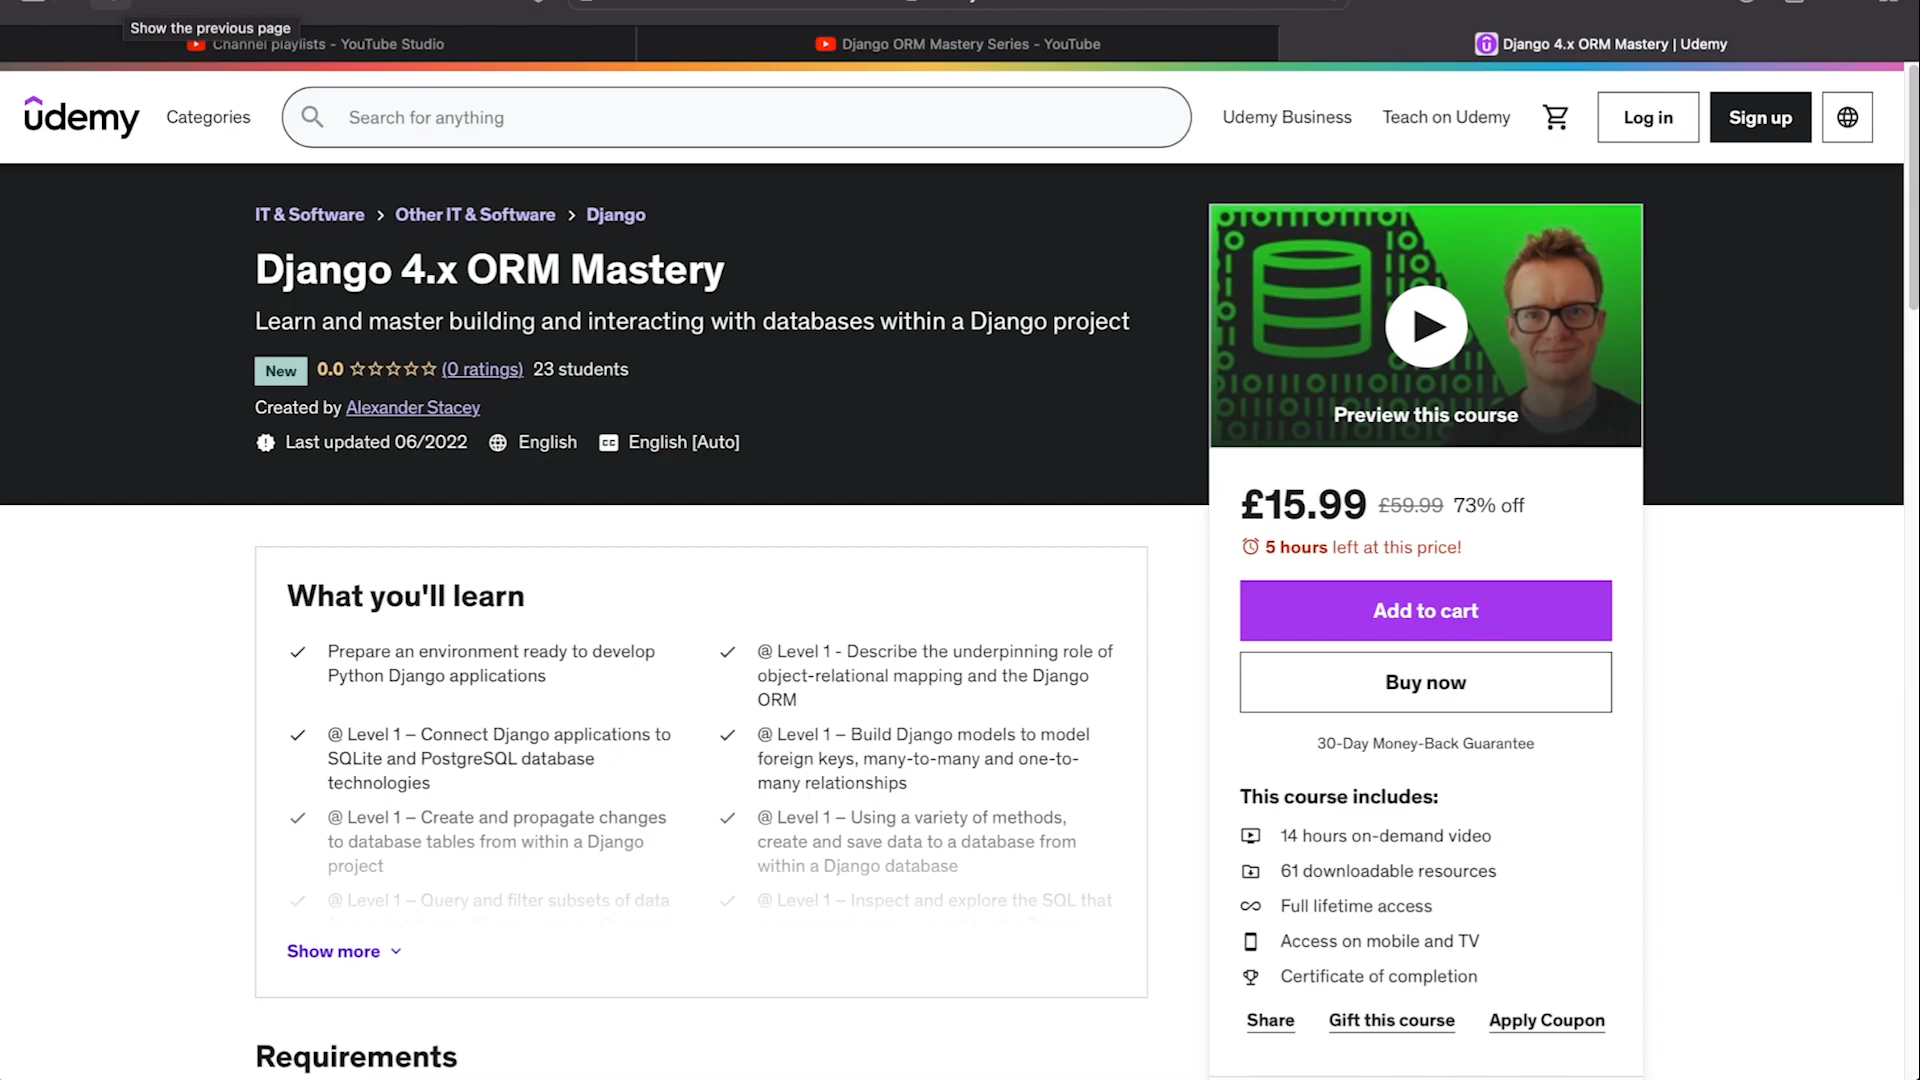 Show the previous page
Channel playlists - YouTube Studio
Django ORM Mastery Series - YouTube
Django 4.x ORM Mastery | Udemy
udemy
Categories
Search for anything
Udemy Business
Teach on Udemy
Log in
Sign up
IT & Software > Other IT & Software > Django
Django 4.x ORM Mastery
Learn and master building and interacting with databases within a Django project
New 0.0 (0 ratings) 23 students
Created by Alexander Stacey
Last updated 06/2022 English English [Auto]
Preview this course
£15.99 £59.99 73% off
5 hours left at this price!
Add to cart
Buy now
30-Day Money-Back Guarantee
This course includes:
14 hours on-demand video
61 downloadable resources
Full lifetime access
Access on mobile and TV
Certificate of completion
Share Gift this course Apply Coupon
What you'll learn
Prepare an environment ready to develop
Python Django applications
@ Level 1 - Describe the underpinning role of
object-relational mapping and the Django
ORM
@ Level 1 – Connect Django applications to
SQLite and PostgreSQL database
technologies
@ Level 1 – Build Django models to model
foreign keys, many-to-many and one-to-
many relationships
@ Level 1 – Create and propagate changes
to database tables from within a Django
project
@ Level 1 – Using a variety of methods,
create and save data to a database from
within a Django database
@ Level 1 – Query and filter subsets of data
@ Level 1 – Inspect and explore the SQL that
Show more
Requirements